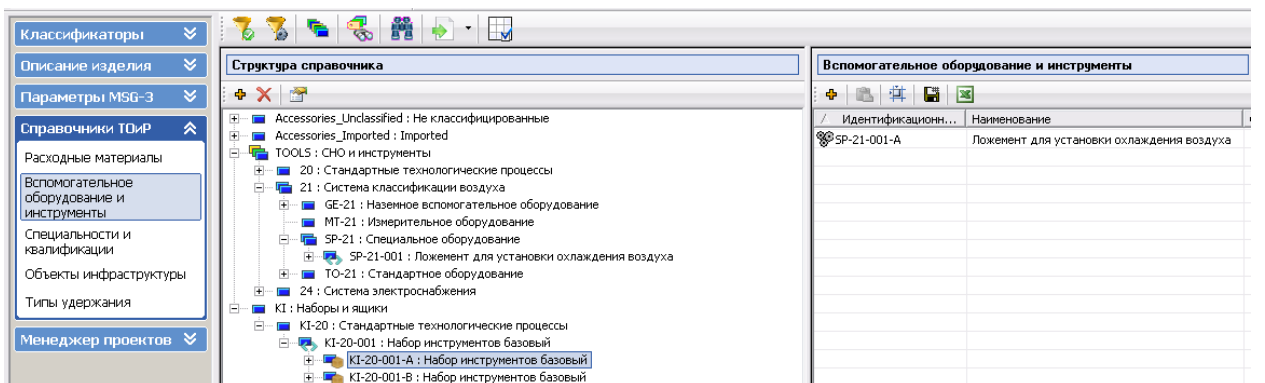 Классификаторы
Описание изделия
Параметры MSG-3
Справочники ТОиР
Расходные материалы
Вспомогательное
оборудование и
инструменты
Специальности и
квалификации
Объекты инфраструктуры
Типы удержания
Менеджер проектов
Структура справочника
Accessories_Unclassified : Не классифицированные
Accessories_Imported : Imported
TOOLS : СНО и инструменты
20 : Стандартные технологические процессы
21 : Система классификации воздуха
GE-21 : Наземное вспомогательное оборудование
MT-21 : Измерительное оборудование
SP-21 : Специальное оборудование
SP-21-001 : Ложемент для установки охлаждения воздуха
TO-21 : Стандартное оборудование
24 : Система электроснабжения
KI : Наборы и ящики
KI-20 : Стандартные технологические процессы
KI-20-001 : Набор инструментов базовый
KI-20-001-A : Набор инструментов базовый
KI-20-001-B : Набор инструментов базовый
Вспомогательное оборудование и инструменты
Идентификационн... Наименование
SP-21-001-A Ложемент для установки охлаждения воздуха